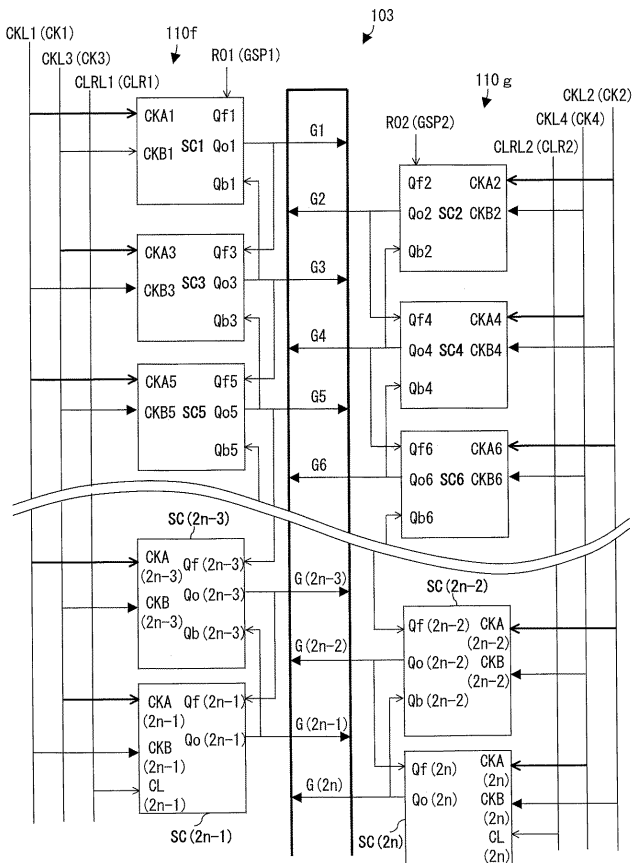 103
CKL1(CK1)
110f
CKL3(CK3)
RO1(GSP1)
CLRL1(CLR1)
110g
CKL2(CK2)
CKL4(CK4)
RO2(GSP2)
CLRL2(CLR2)
CKA1 Qf1
SC1 Qo1
CKB1
Qb1
G1
Qf2 CKA2
Qo2 SC2 CKB2
Qb2
G2
CKA3 Qf3
SC3 Qo3
CKB3
Qb3
G3
Qf4 CKA4
Qo4 SC4 CKB4
Qb4
G4
CKA5 Qf5
CKB5 SC5 Qo5
Qb5
G5
Qf6 CKA6
Qo6 SC6 CKB6
Qb6
G6
SC(2n-3)
CKA Qf(2n-3)
(2n-3)
Qo(2n-3)
CKB
(2n-3) Qb(2n-3)
G(2n-3)
SC(2n-2)
Qf(2n-2) CKA
(2n-2)
Qo(2n-2) CKB
(2n-2)
Qb(2n-2)
G(2n-2)
CKA Qf(2n-1)
(2n-1)
Qo(2n-1)
CKB
(2n-1)
CL
(2n-1)
SC(2n-1)
G(2n-1)
Qf(2n) CKA
(2n)
Qo(2n) CKB
(2n)
CL
(2n)
SC(2n)
G(2n)